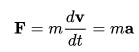 F = m dv/dt = ma